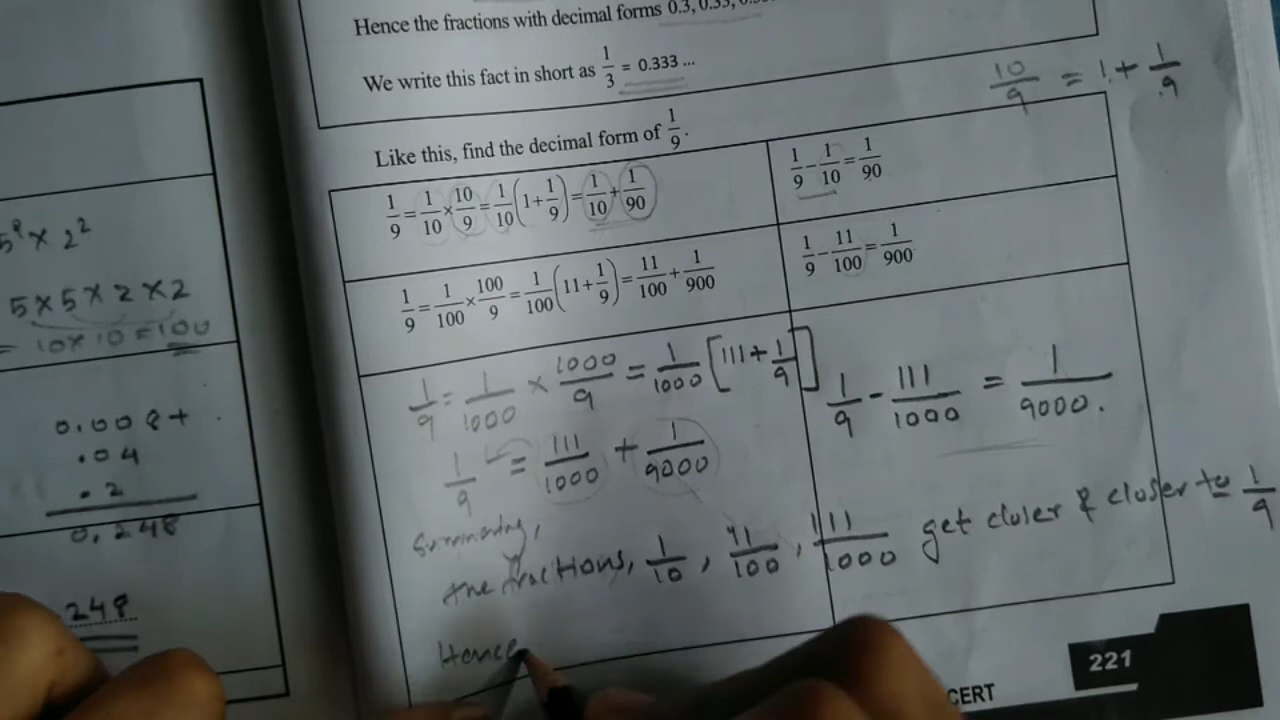 Hence the fractions with decimal forms 0.3, 0.33,
We write this fact in short as 1/3 = 0.333 ...
10/9 = 1 + 1/9
Like this, find the decimal form of 1/9.
1/9 = 1/10 × 10/9 = 1/10 (1 + 1/9) = 1/10 + 1/90
1/9 − 1/10 = 1/90
1/9 = 1/100 × 100/9 = 1/100 (11 + 1/9) = 11/100 + 1/900
1/9 − 11/100 = 1/900
1/9 = 1/1000 × 1000/9 = 1/1000 [111 + 1/9]
1/9 − 111/1000 = 1/9000.
1/9 = 111/1000 + 1/9000
the fractions, 1/10, 11/100, 111/1000 get closer & closer to 1/9
Hence
221
CERT
× 2²
5 × 5 × 2 × 2
= 10 × 10 = 100
0.008 +
.04
.2
0.248
248